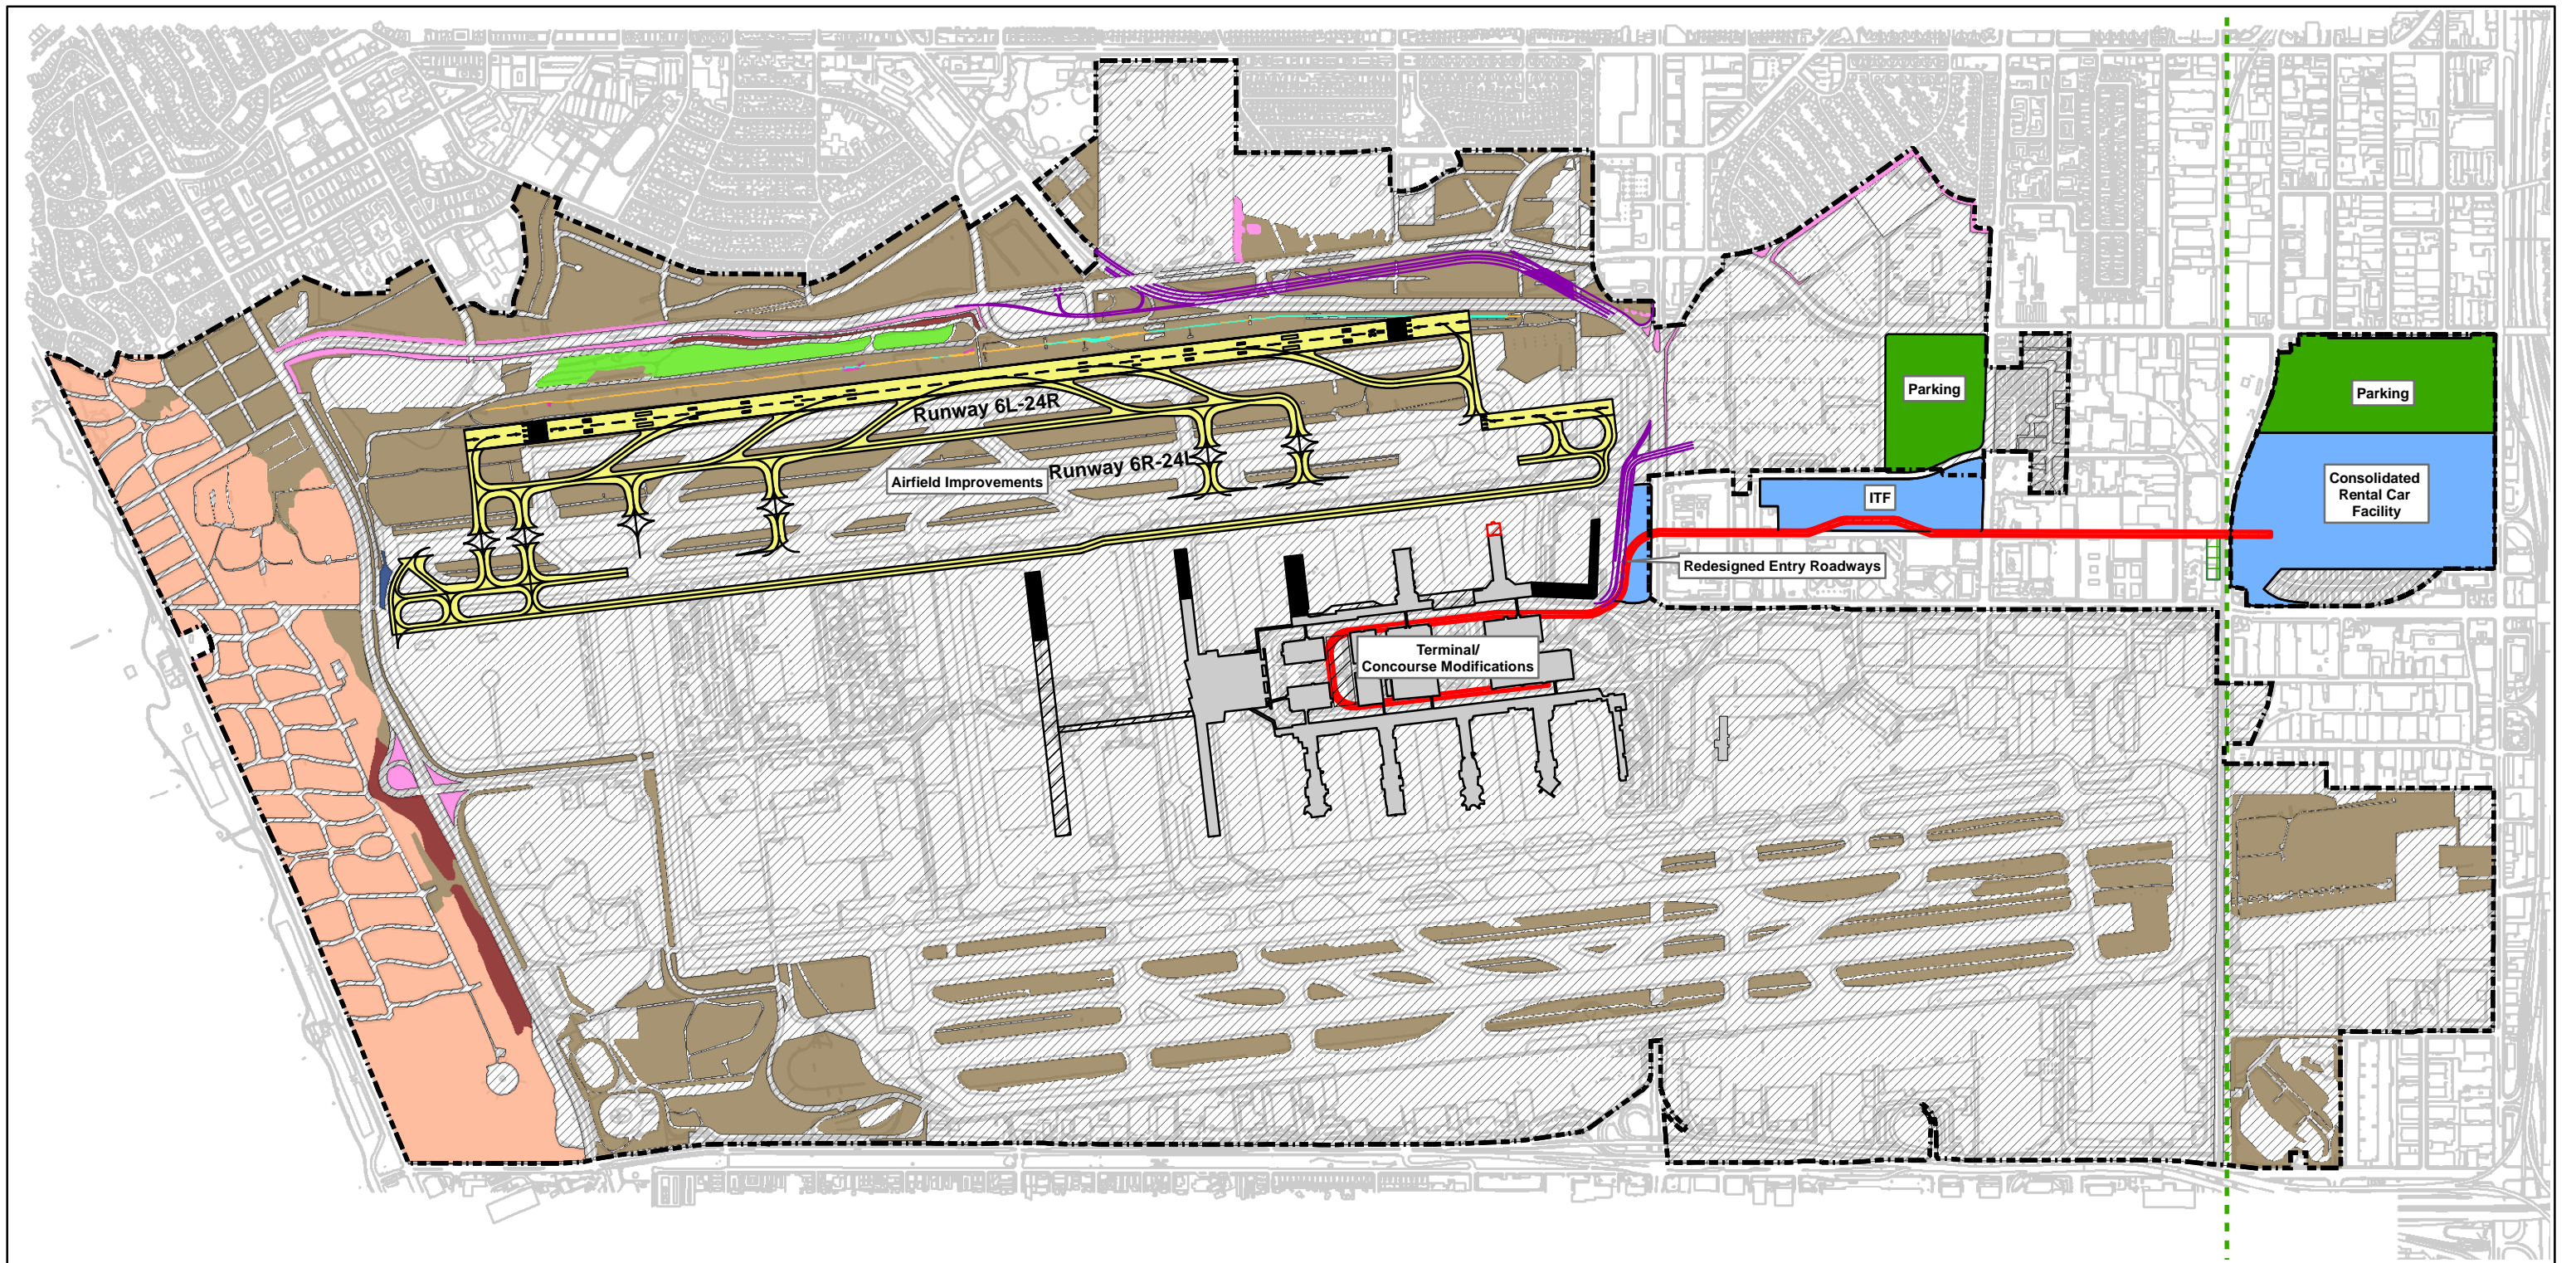 Parking
Parking
Runway 6L-24R
Runway 6R-24L
Airfield Improvements
ITF
Consolidated
Rental Car
Facility
Redesigned Entry Roadways
Terminal/
Concourse Modifications